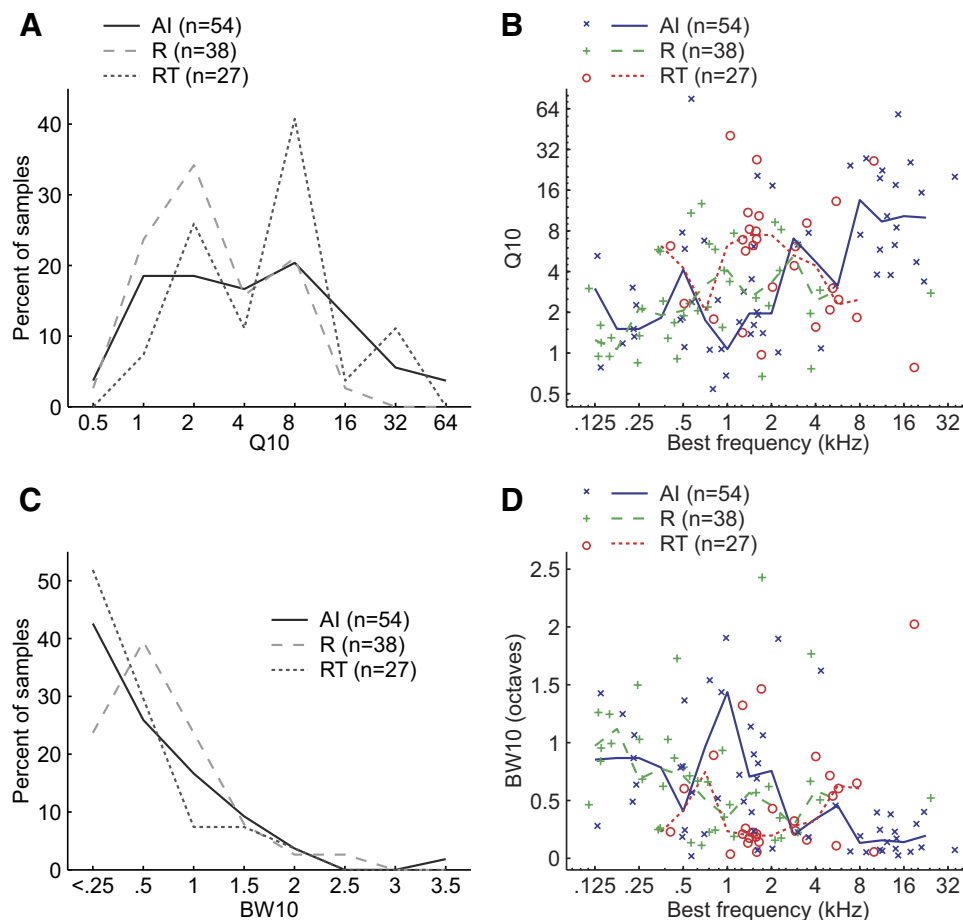 A
AI (n=54)
R (n=38)
RT (n=27)
Percent of samples
40
30
20
10
0
0.5 1 2 4 8 16 32 64
Q10
B
AI (n=54)
R (n=38)
RT (n=27)
Q10
64
32
16
8
4
2
1
0.5
.125 .25 .5 1 2 4 8 16 32
Best frequency (kHz)
C
AI (n=54)
R (n=38)
RT (n=27)
Percent of samples
50
40
30
20
10
0
<.25 .5 1 1.5 2 2.5 3 3.5
BW10
D
AI (n=54)
R (n=38)
RT (n=27)
BW10 (octaves)
2.5
2
1.5
1
0.5
0
.125 .25 .5 1 2 4 8 16 32
Best frequency (kHz)